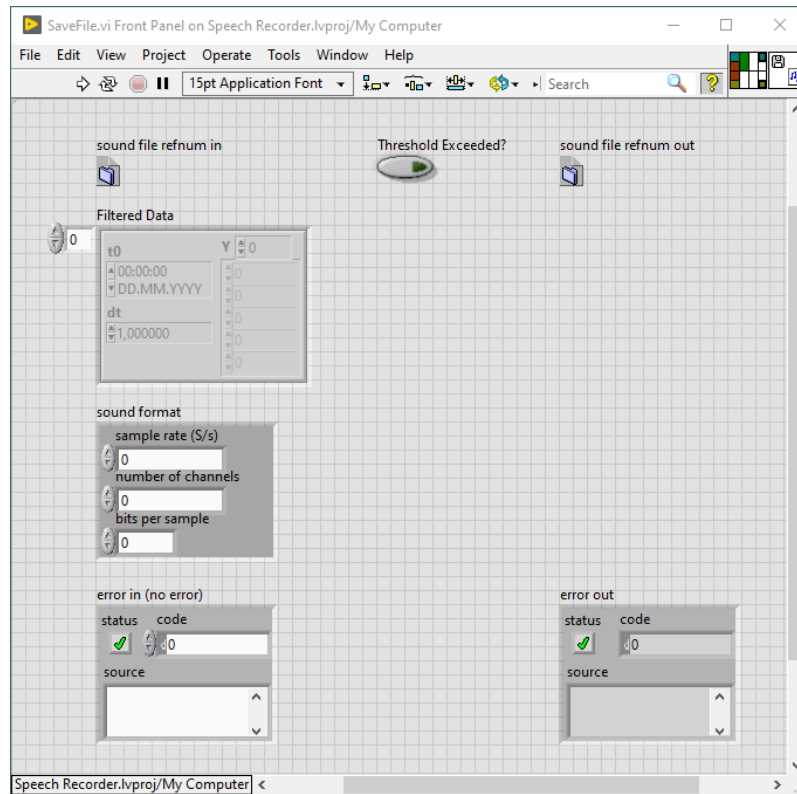 SaveFile.vi Front Panel on Speech Recorder.lvproj/My Computer
File Edit View Project Operate Tools Window Help
15pt Application Font Search
sound file refnum in Threshold Exceeded? sound file refnum out
Filtered Data
0
t0 Y 0
00:00:00 0
DD.MM.YYYY 0
dt 0
1,000000 0
0
sound format
sample rate (S/s)
0
number of channels
0
bits per sample
0
error in (no error) error out
status code status code
d0 d0
source source
Speech Recorder.lvproj/My Computer